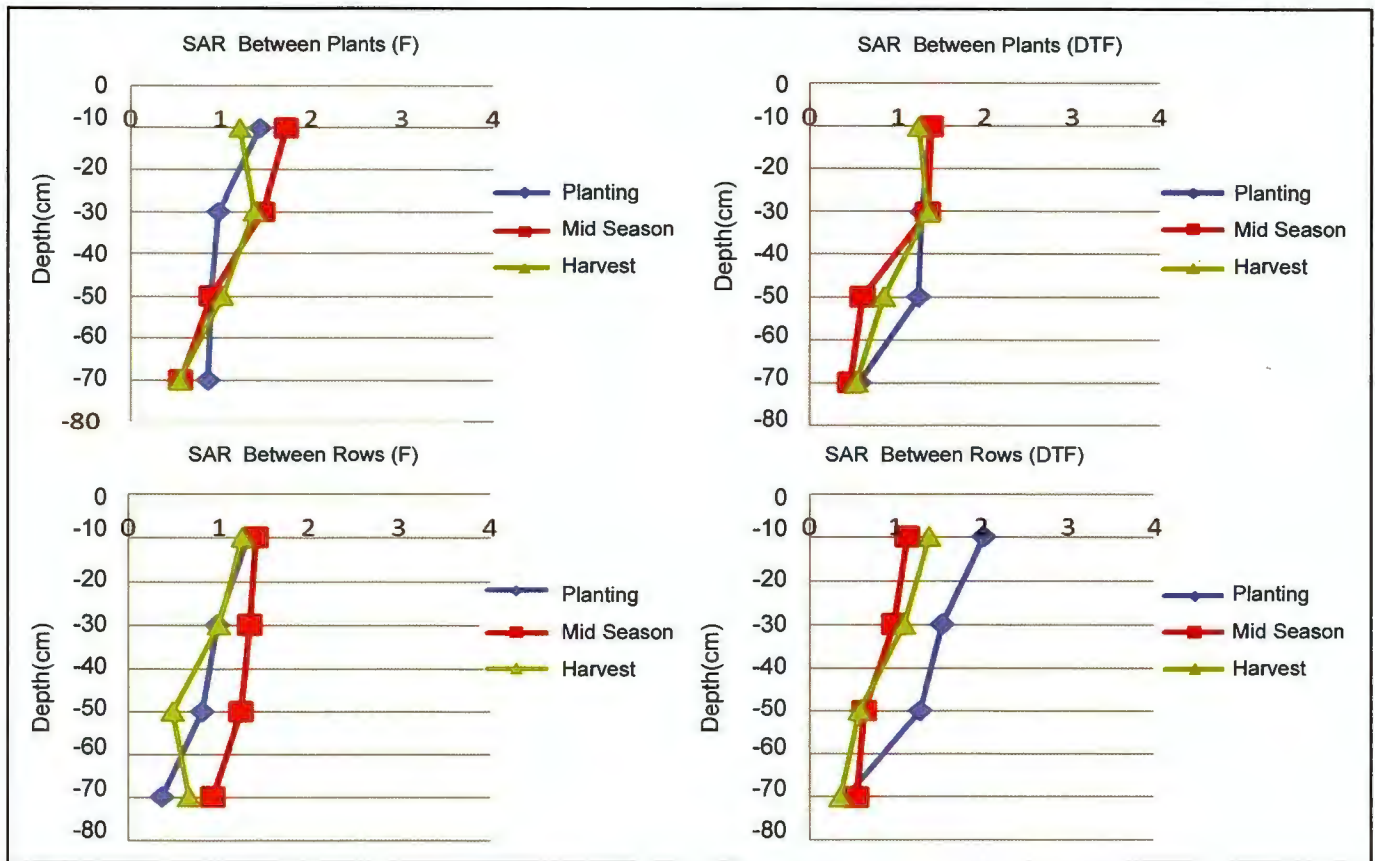 SAR Between Plants (F)
0
-10
-20
-30
-40
-50
-60
-70
-80
0 1 2 3 4
Depth(cm)
Planting
Mid Season
Harvest
SAR Between Plants (DTF)
0
-10
-20
-30
-40
-50
-60
-70
-80
0 1 2 3 4
Depth(cm)
Planting
Mid Season
Harvest
SAR Between Rows (F)
0
-10
-20
-30
-40
-50
-60
-70
-80
0 1 2 3 4
Depth(cm)
Planting
Mid Season
Harvest
SAR Between Rows (DTF)
0
-10
-20
-30
-40
-50
-60
-70
-80
0 1 2 3 4
Depth(cm)
Planting
Mid Season
Harvest